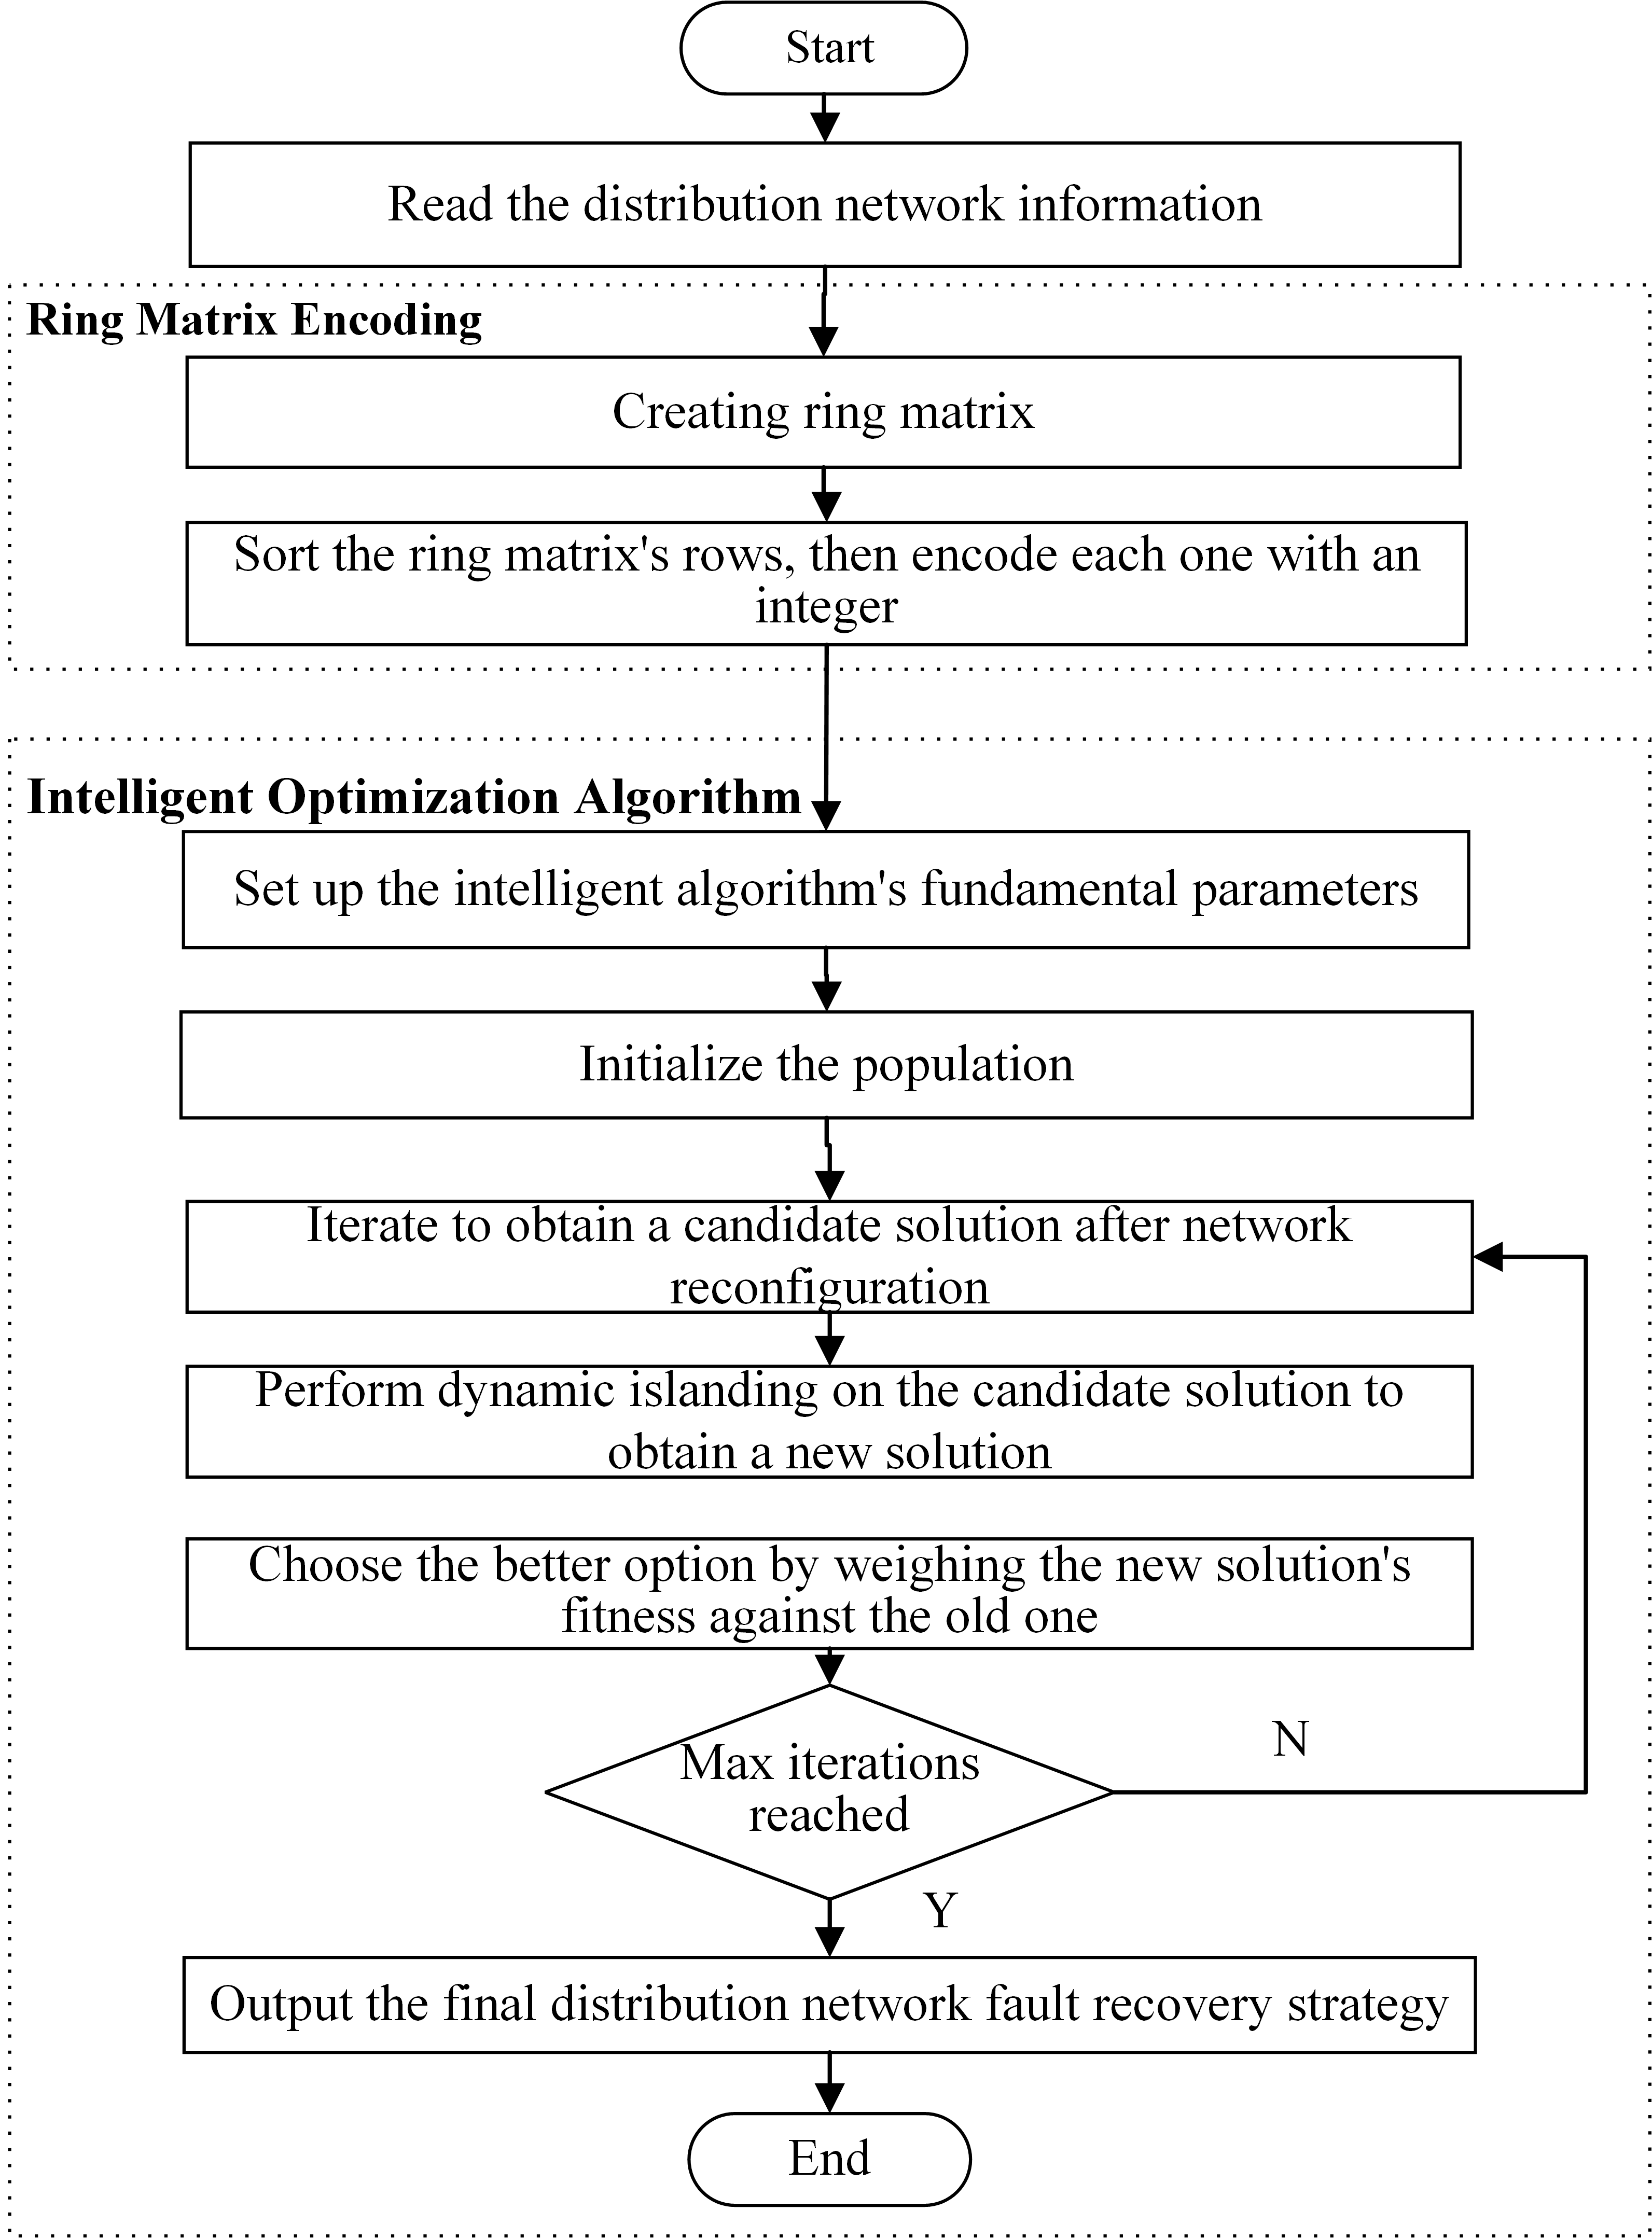 Start
Read the distribution network information
Ring Matrix Encoding
Creating ring matrix
Sort the ring matrix's rows, then encode each one with an
integer
Intelligent Optimization Algorithm
Set up the intelligent algorithm's fundamental parameters
Initialize the population
Iterate to obtain a candidate solution after network
reconfiguration
Perform dynamic islanding on the candidate solution to
obtain a new solution
Choose the better option by weighing the new solution's
fitness against the old one
Max iterations
reached
N
Y
Output the final distribution network fault recovery strategy
End